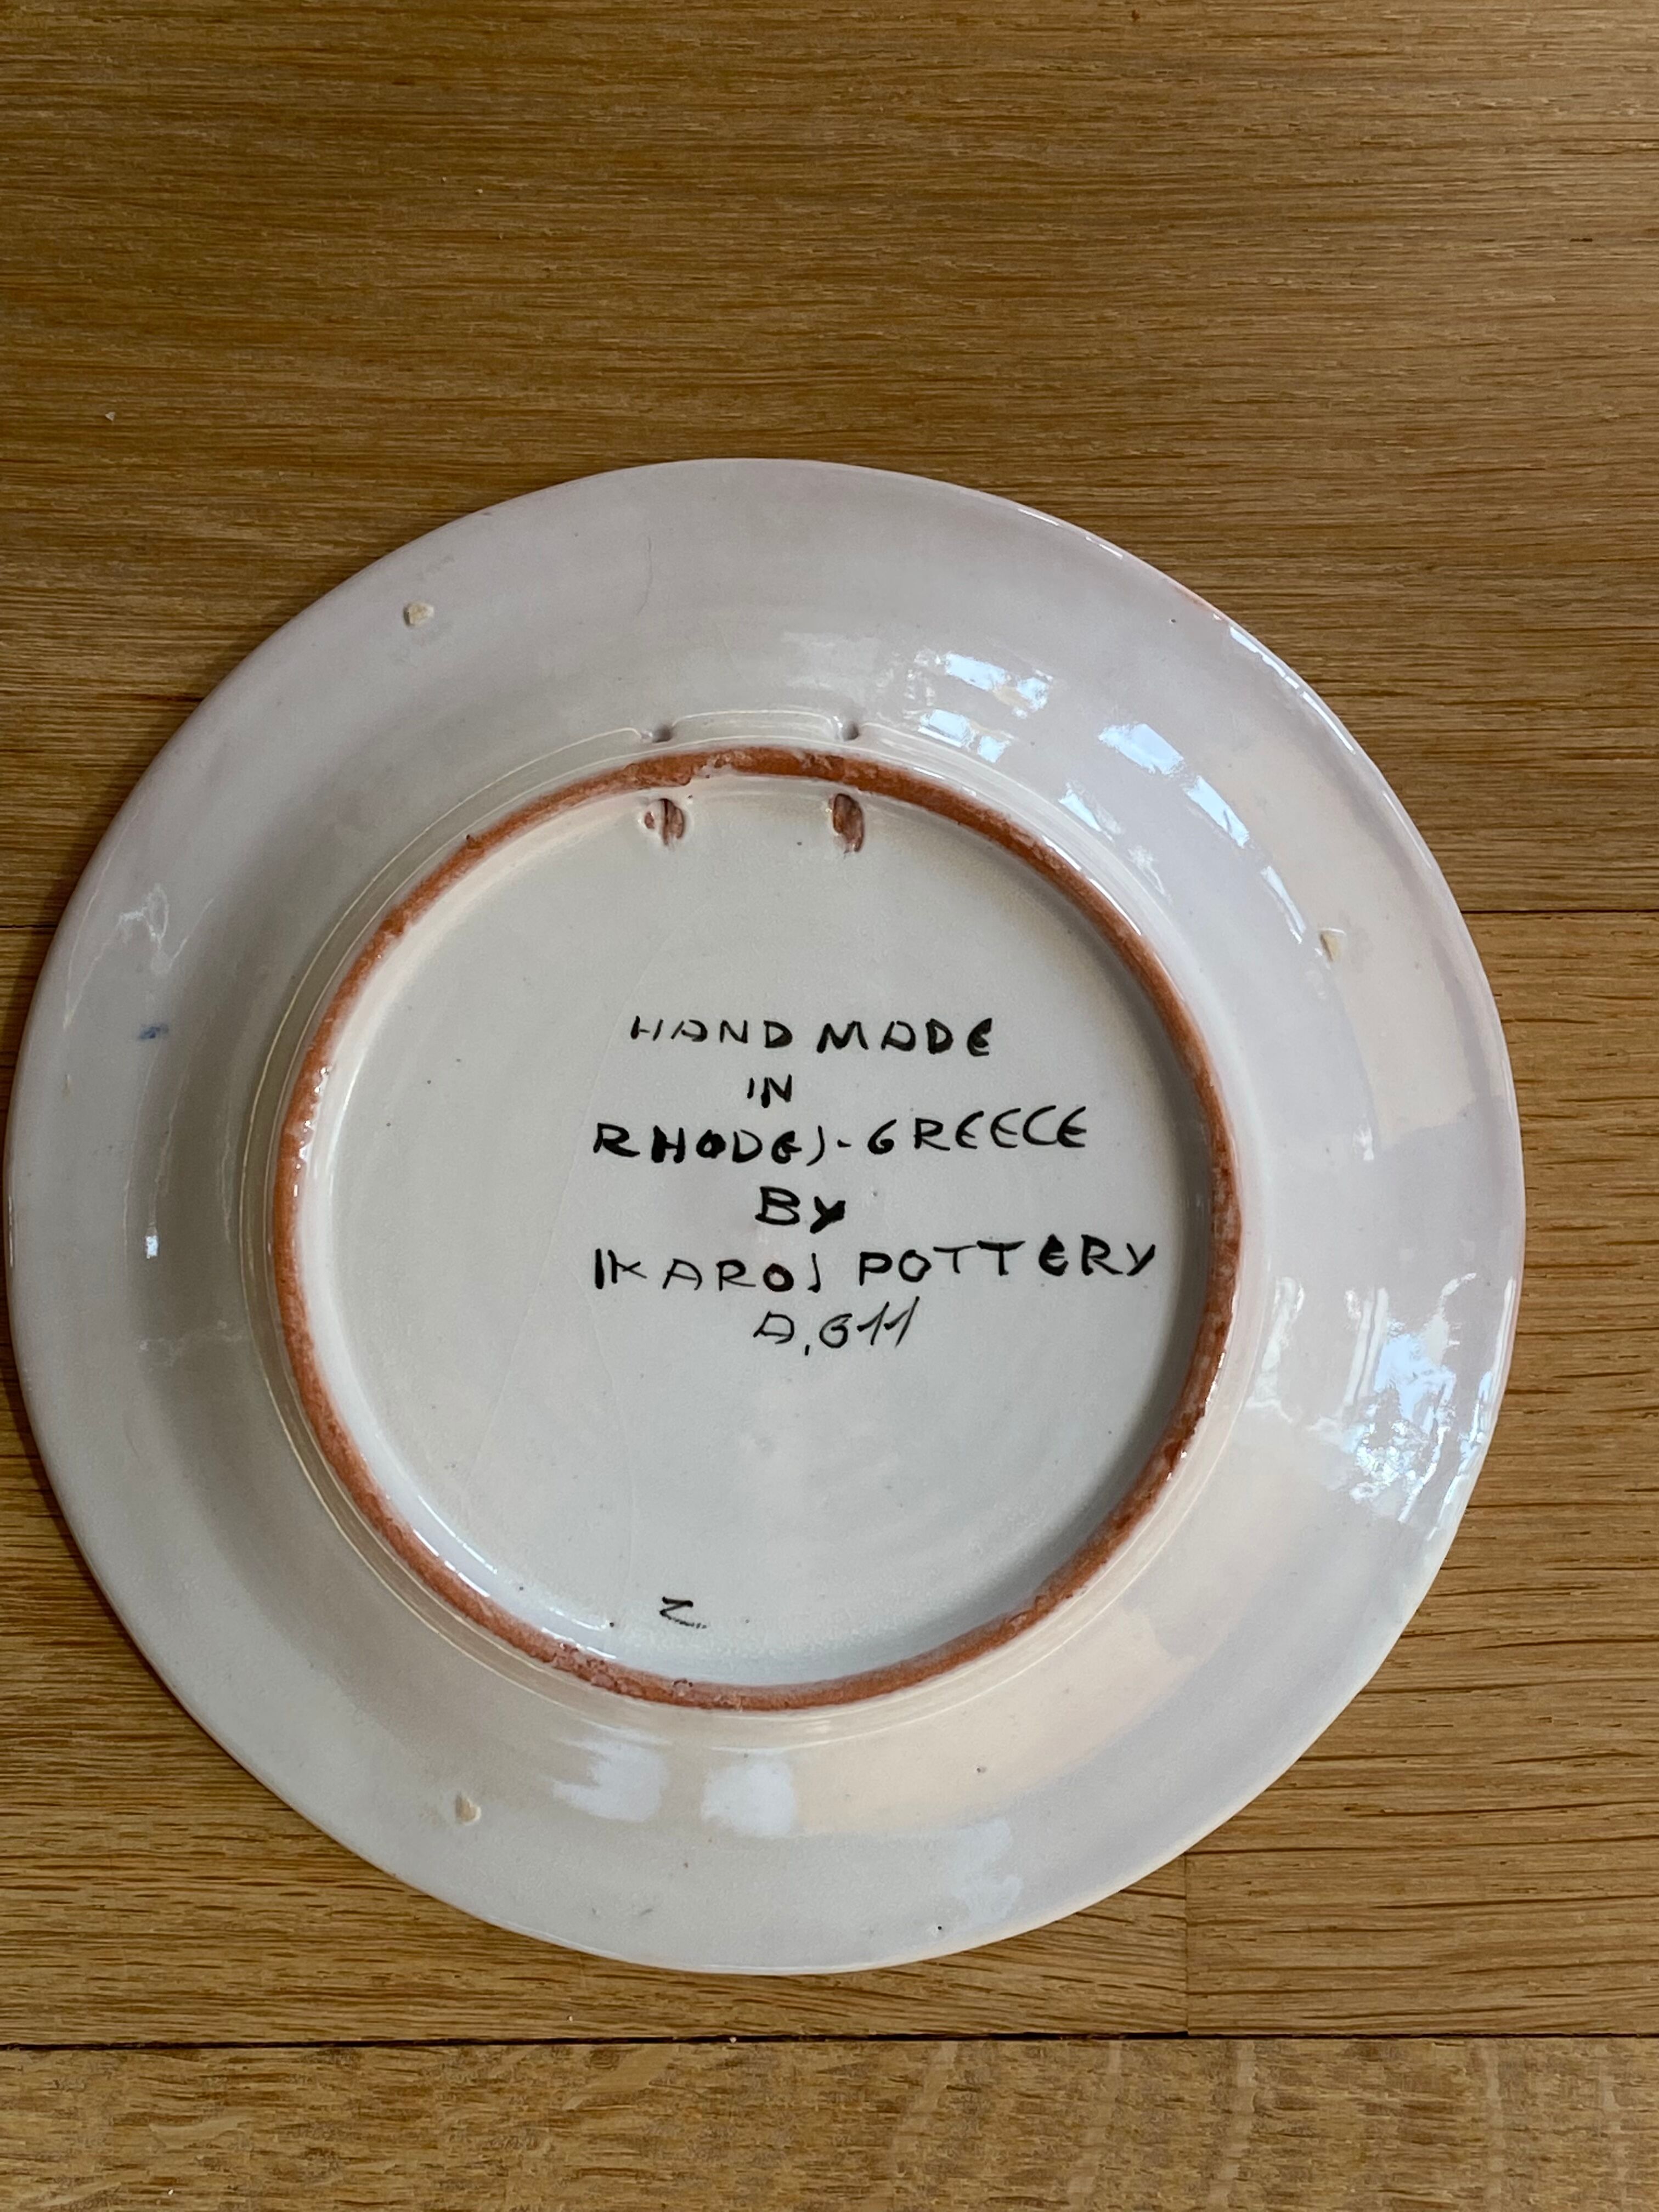 HAND MADE
IN
RHODES-GREECE
BY
IKAROS POTTERY
A.611
Z